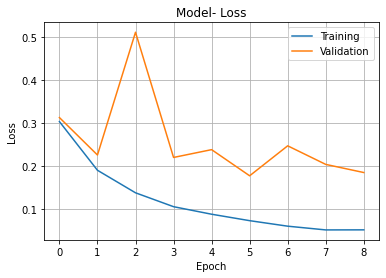 Model- Loss
Training
Validation
Loss
0.5
0.4
0.3
0.2
0.1
0 1 2 3 4 5 6 7 8
Epoch